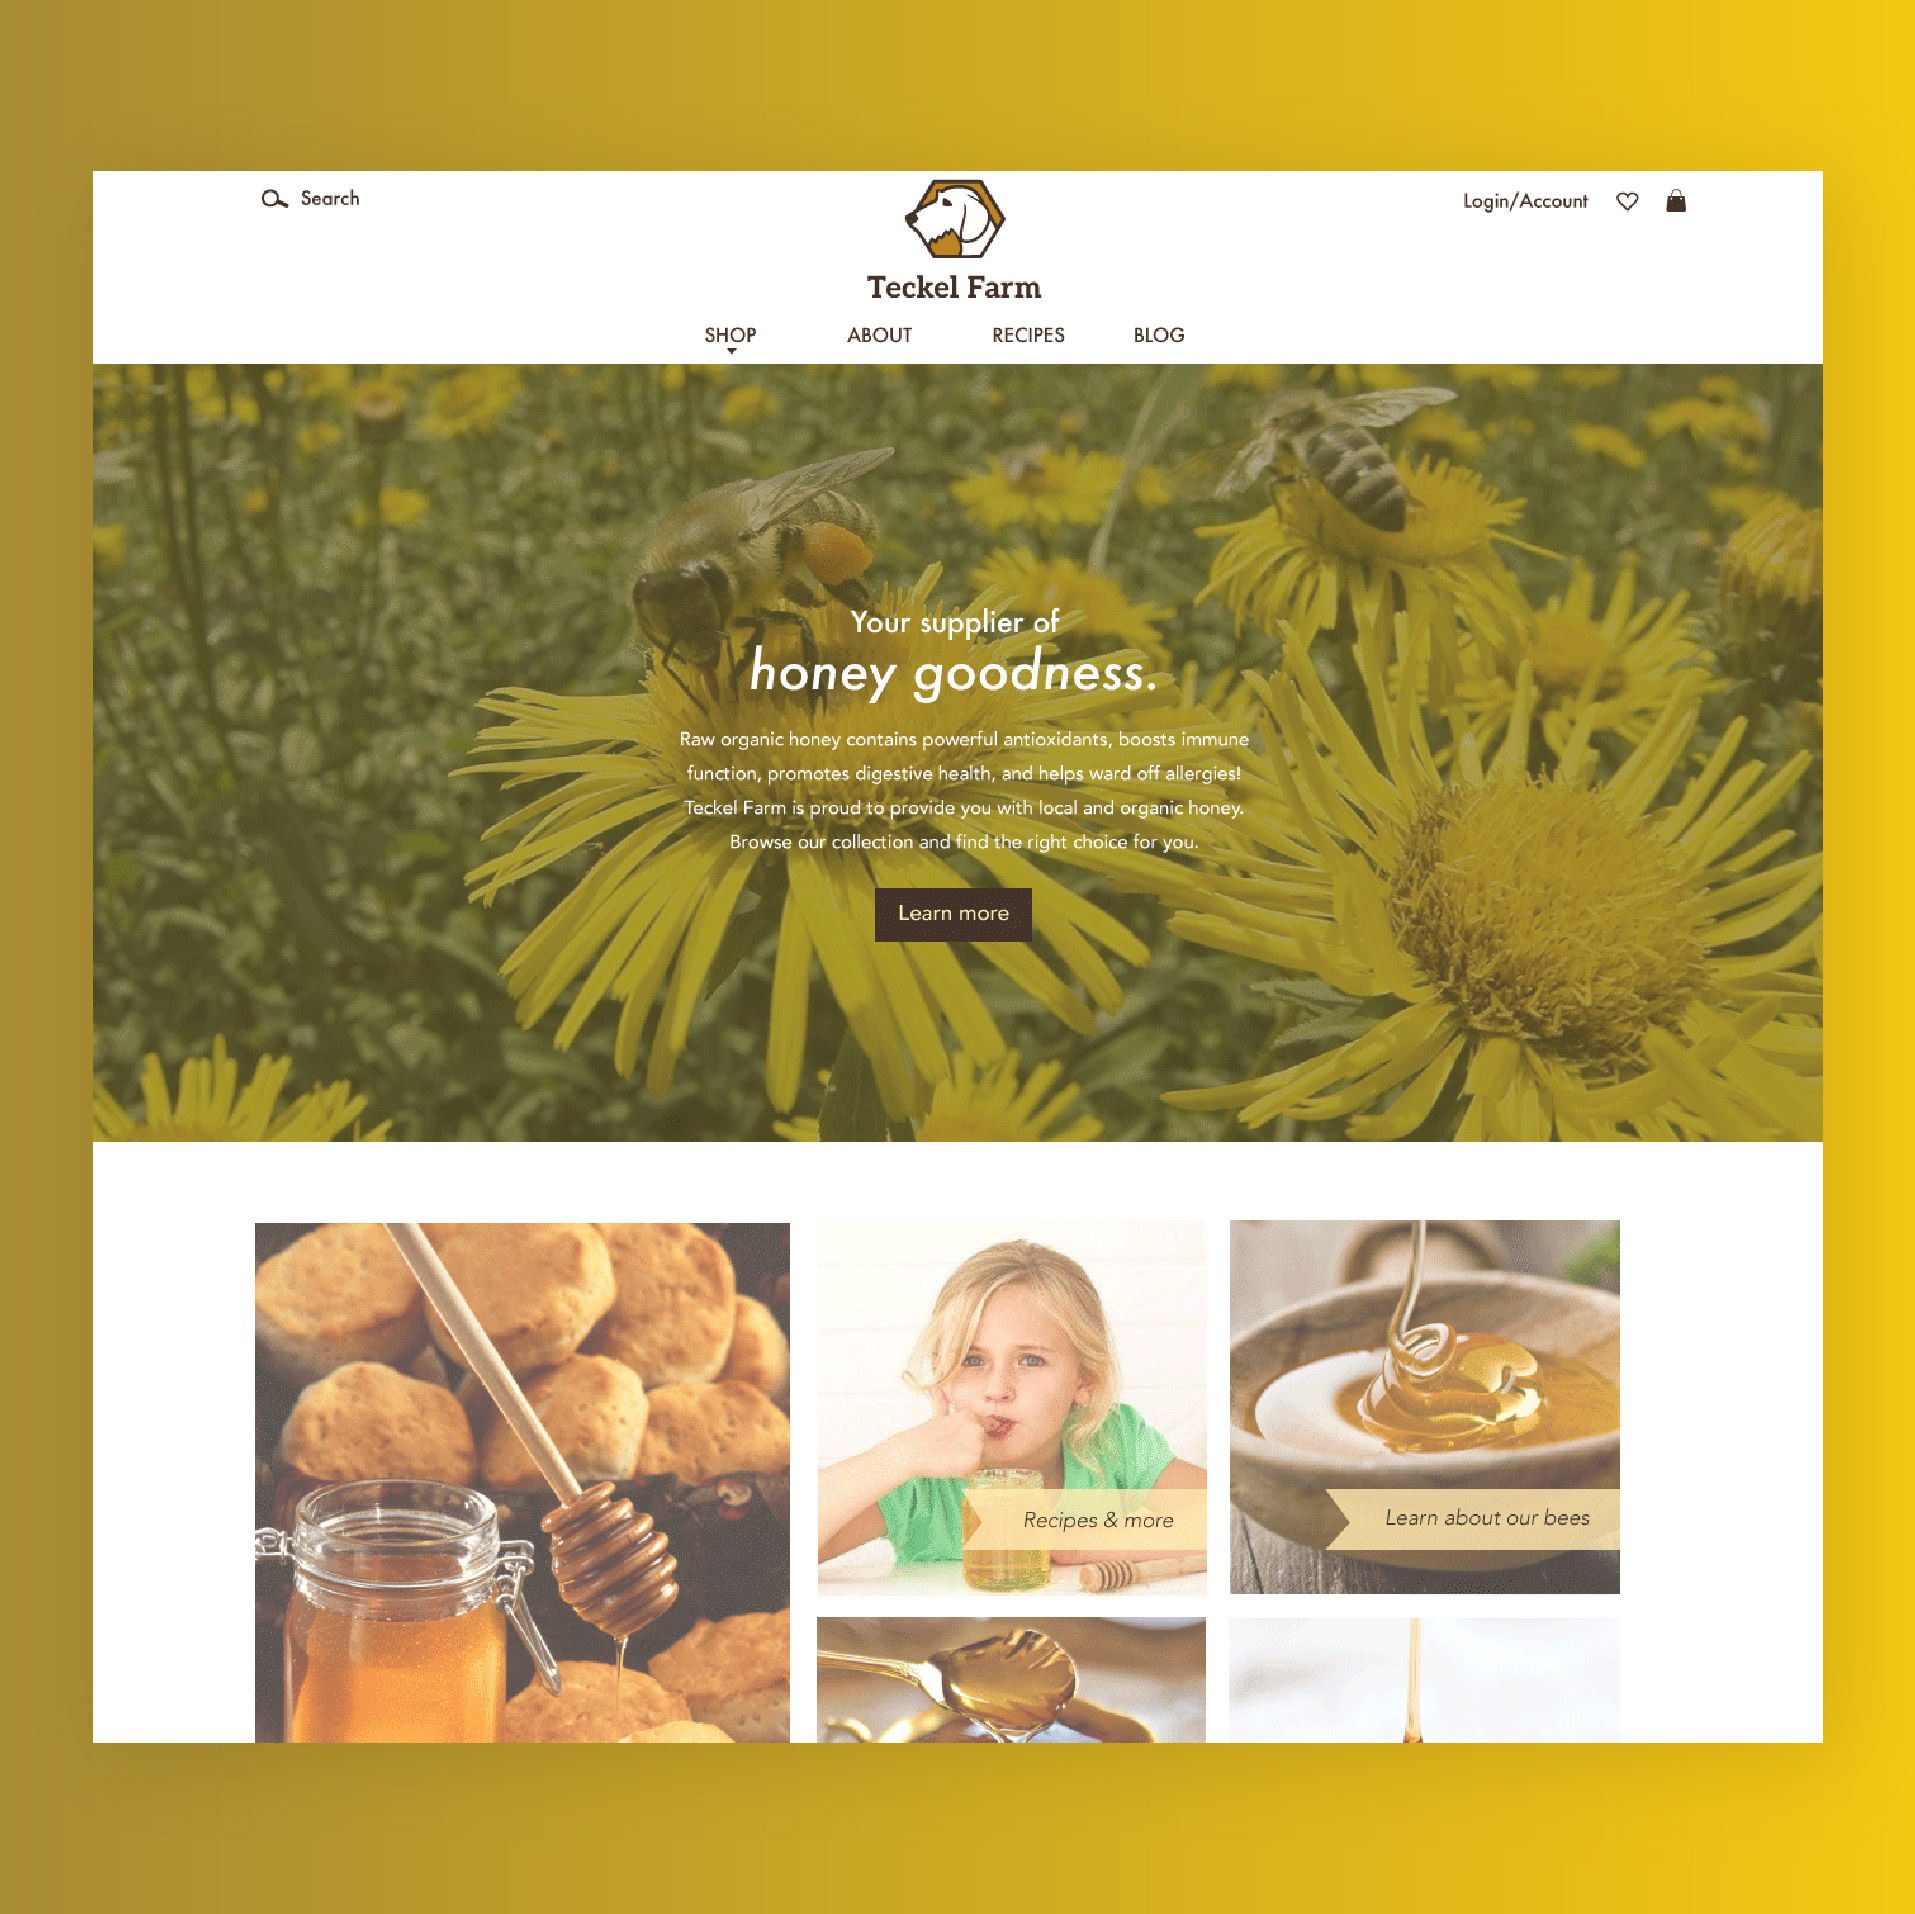 Search
Teckel Farm
Login/Account
SHOP
ABOUT
RECIPES
BLOG
Your supplier of
honey goodness.
Raw organic honey contains powerful antioxidants, boosts immune
function, promotes digestive health, and helps ward off allergies!
Teckel Farm is proud to provide you with local and organic honey.
Browse our collection and find the right choice for you.
Learn more
Recipes & more
Learn about our bees